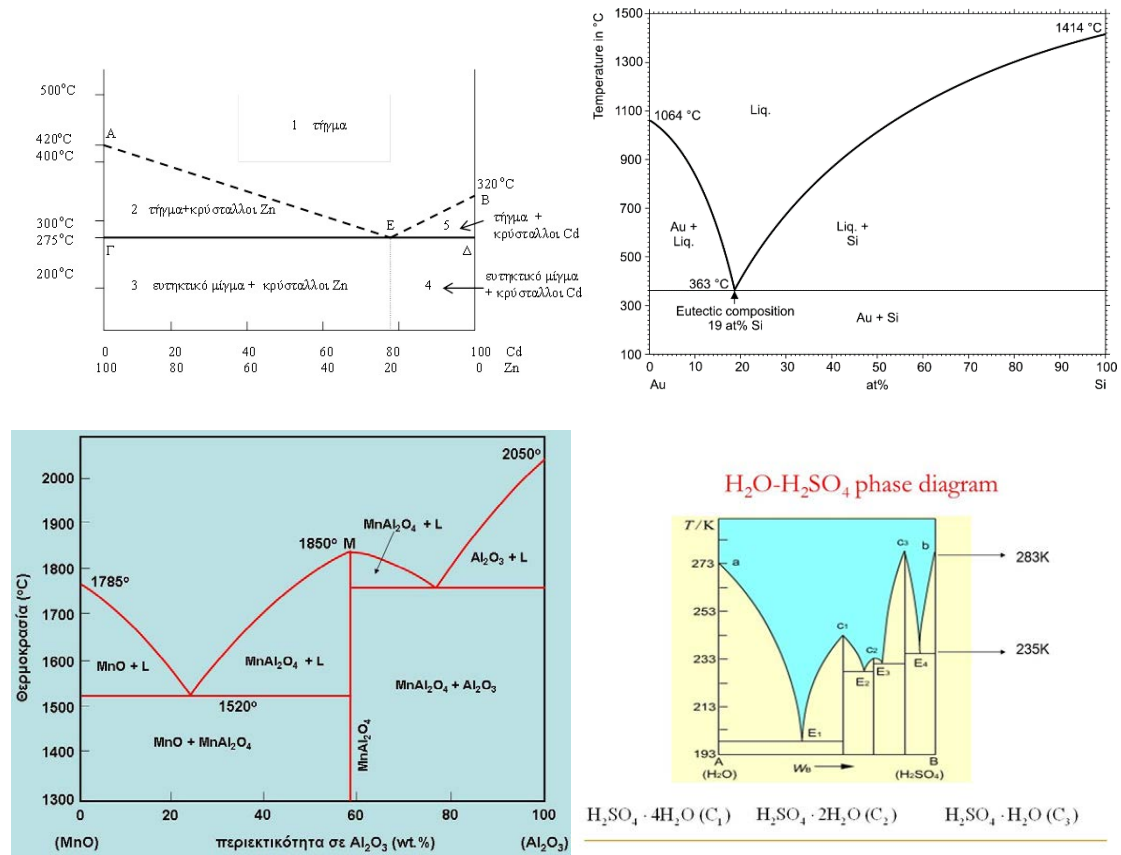 500°C
420°C
400°C
300°C
275°C
200°C
A
1 τήγμα
2 τήγμα+κρύσταλλοι Zn
E
320°C
B
5
τήγμα +
κρύσταλλοι Cd
Γ
Δ
3 ευτηκτικό μίγμα + κρύσταλλοι Zn
4
ευτηκτικό μίγμα
+ κρύσταλλοι Cd
0 20 40 60 80 100 Cd
100 80 60 40 20 0 Zn
Temperature in °C
1500
1300
1100
900
700
500
300
100
1414 °C
1064 °C
Liq.
Au +
Liq.
Liq. +
Si
363 °C
Eutectic composition
19 at% Si
Au + Si
0 10 20 30 40 50 60 70 80 90 100
Au at% Si
Θερμοκρασία (°C)
2000
1900
1800
1700
1600
1500
1400
1300
2050°
MnAl₂O₄ + L
1850° M
Al₂O₃ + L
1785°
MnO + L
MnAl₂O₄ + L
MnAl₂O₄ + Al₂O₃
1520°
MnO + MnAl₂O₄
MnAl₂O₄
0 20 40 60 80 100
(MnO) περιεκτικότητα σε Al₂O₃ (wt.%) (Al₂O₃)
H₂O-H₂SO₄ phase diagram
T/K
273
253
233
213
193
a
C₁
C₂
C₃
b
283K
235K
E₁
E₂
E₃
E₄
A
(H₂O)
W_B
B
(H₂SO₄)
H₂SO₄ · 4H₂O (C₁) H₂SO₄ · 2H₂O (C₂) H₂SO₄ · H₂O (C₃)